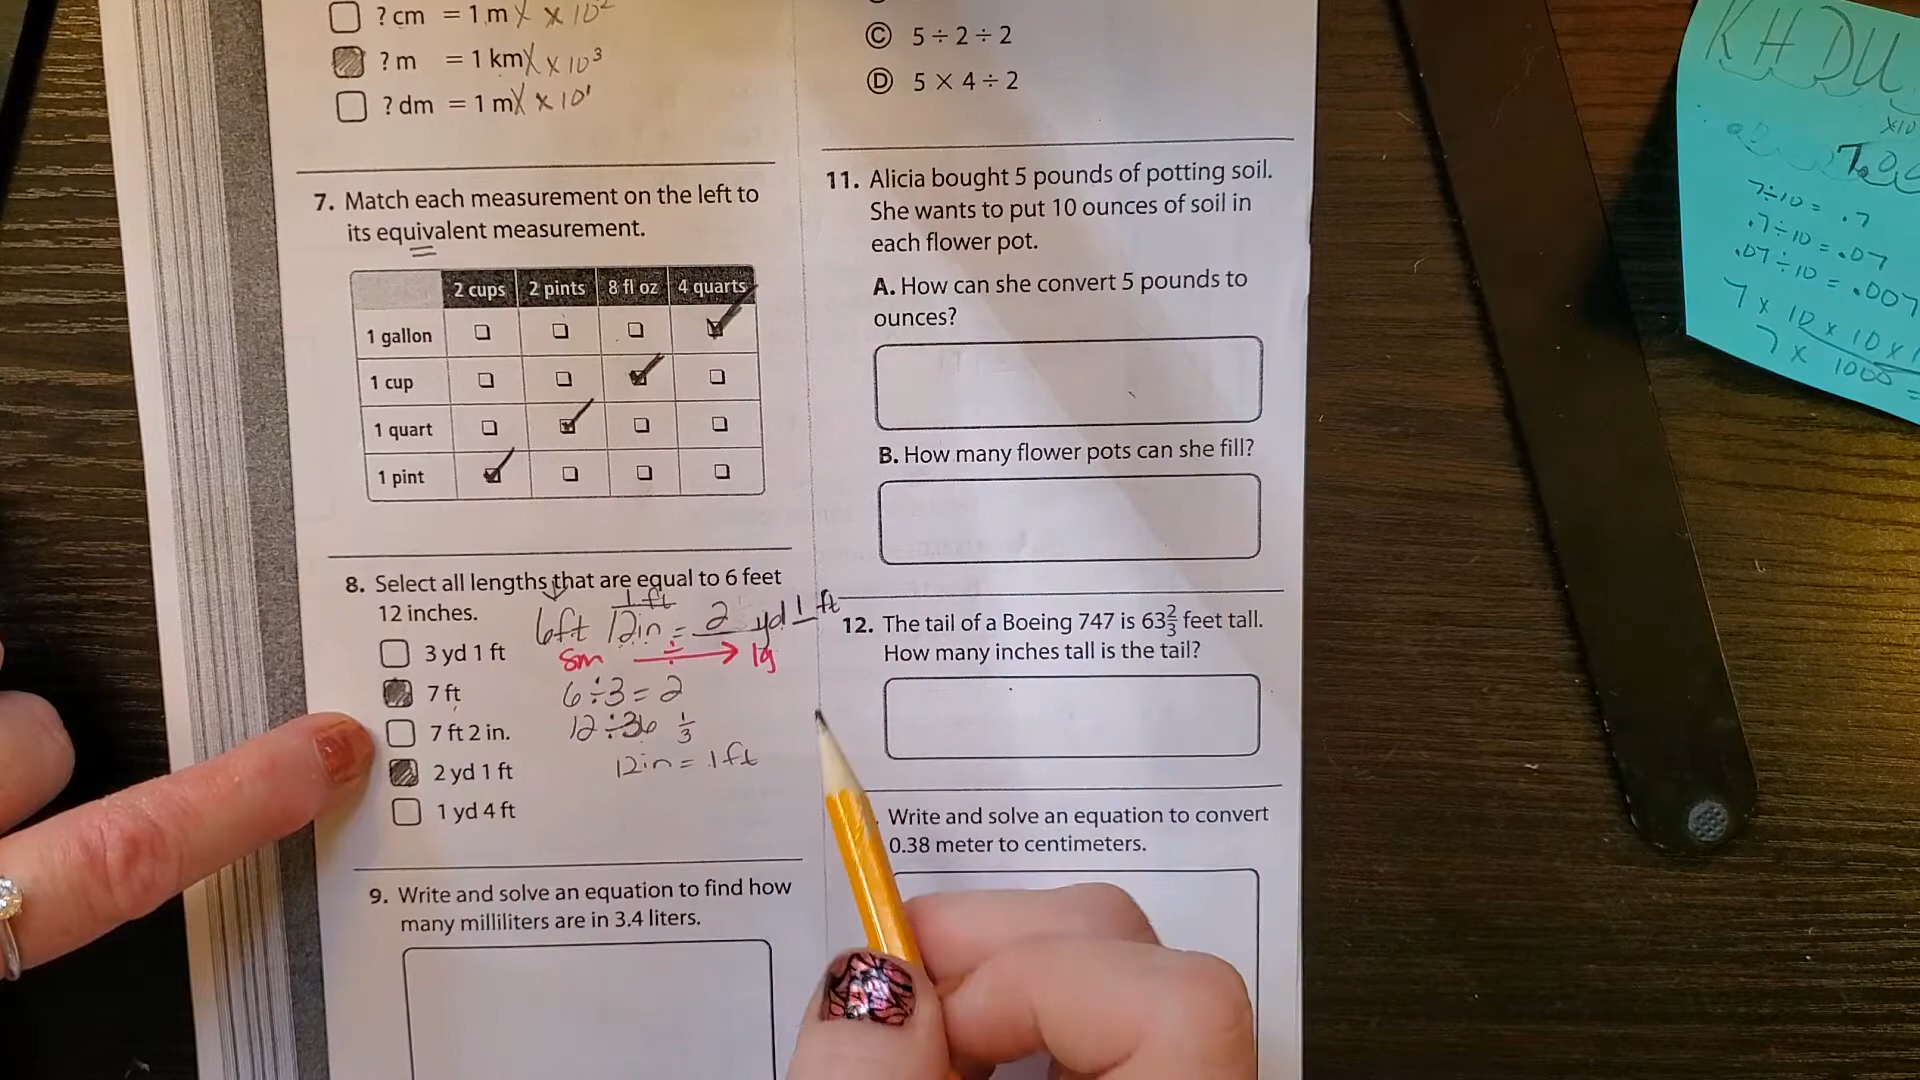 ? cm = 1 m × 10²
? m = 1 km × 10³
? dm = 1 m × 10¹
7. Match each measurement on the left to
its equivalent measurement.
2 cups 2 pints 8 fl oz 4 quarts
1 gallon
1 cup
1 quart
1 pint
8. Select all lengths that are equal to 6 feet
12 inches.
1 ft
6ft 12in = 2 yd 1 ft
sm ÷ lg
3 yd 1 ft
7 ft
7 ft 2 in.
2 yd 1 ft
1 yd 4 ft
6 ÷ 3 = 2
12 ÷ 36 1/3
12in = 1ft
9. Write and solve an equation to find how
many milliliters are in 3.4 liters.
Ⓒ 5 ÷ 2 ÷ 2
Ⓓ 5 × 4 ÷ 2
11. Alicia bought 5 pounds of potting soil.
She wants to put 10 ounces of soil in
each flower pot.
A. How can she convert 5 pounds to
ounces?
B. How many flower pots can she fill?
12. The tail of a Boeing 747 is 63 2/3 feet tall.
How many inches tall is the tail?
Write and solve an equation to convert
0.38 meter to centimeters.
K H D U
×10
7÷10 = .7
.7÷10 = .07
.07÷10 = .007
7 × 10 × 10 ×
7 × 1000 =